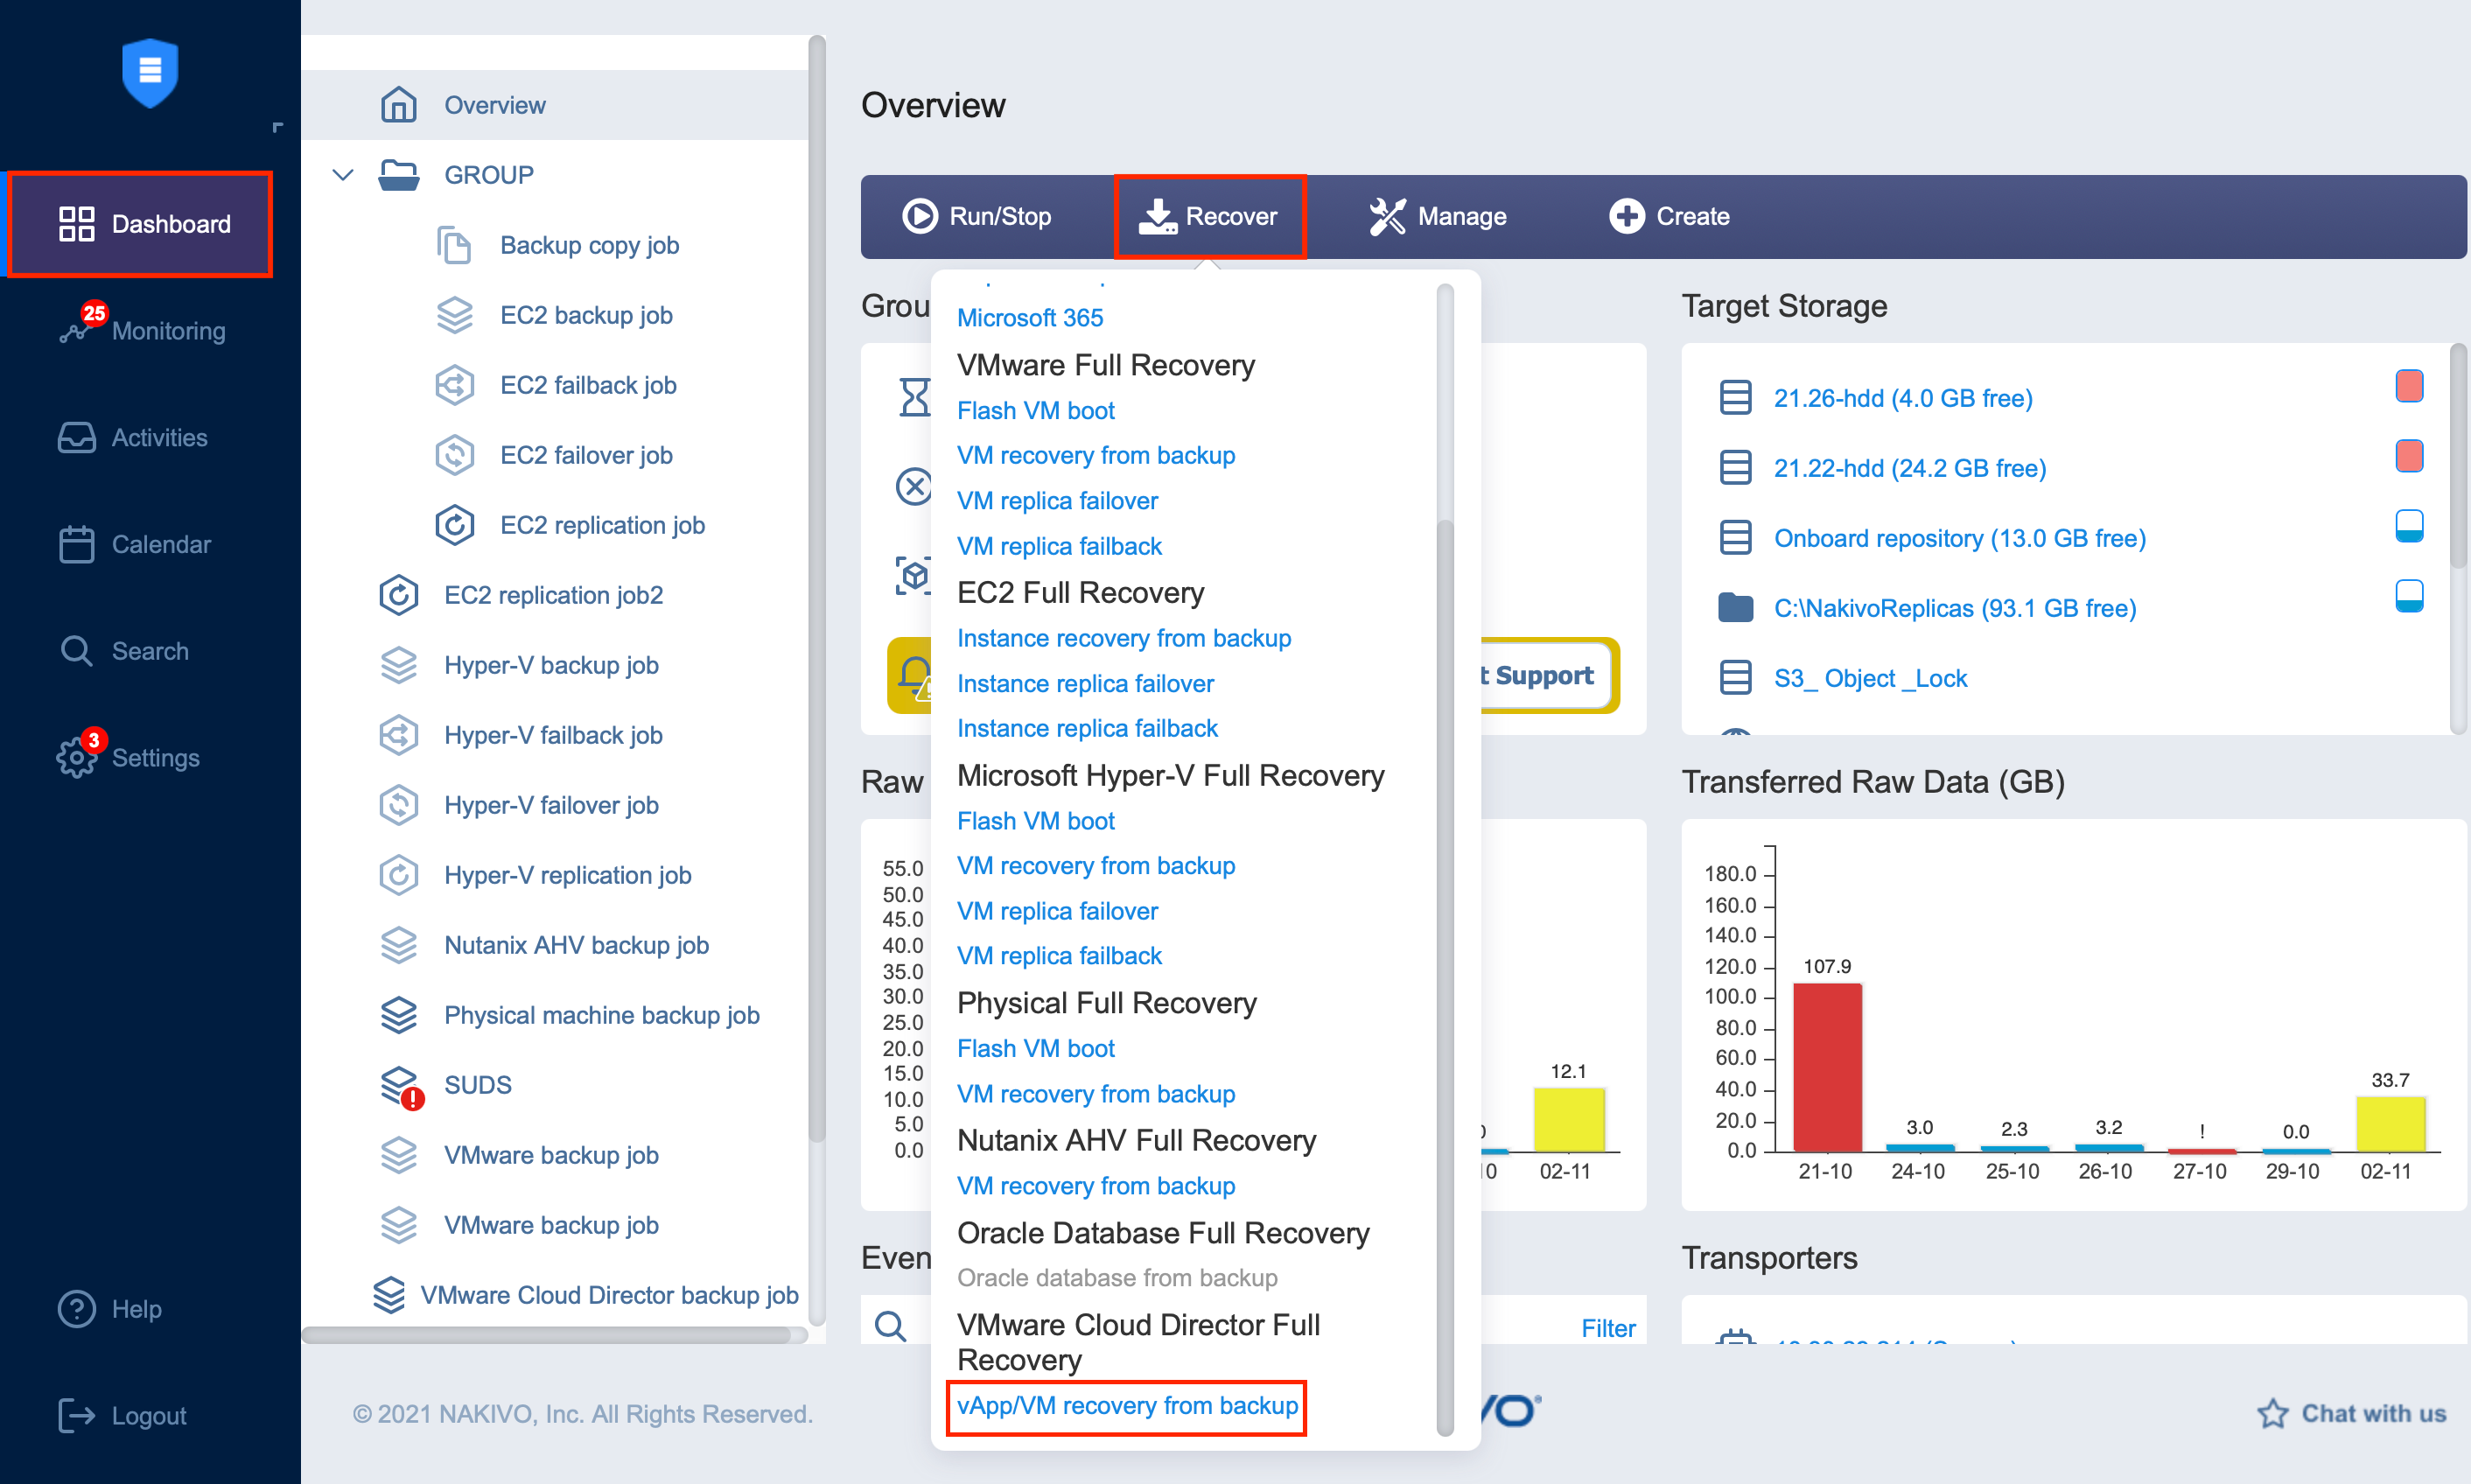 Dashboard
25
Monitoring
Activities
Calendar
Search
3
Settings
Help
Logout
Overview
GROUP
Backup copy job
EC2 backup job
EC2 failback job
EC2 failover job
EC2 replication job
EC2 replication job2
Hyper-V backup job
Hyper-V failback job
Hyper-V failover job
Hyper-V replication job
Nutanix AHV backup job
Physical machine backup job
SUDS
VMware backup job
VMware backup job
VMware Cloud Director backup job
Overview
Run/Stop
Recover
Manage
Create
Microsoft 365
VMware Full Recovery
Flash VM boot
VM recovery from backup
VM replica failover
VM replica failback
EC2 Full Recovery
Instance recovery from backup
Instance replica failover
Instance replica failback
Microsoft Hyper-V Full Recovery
Flash VM boot
VM recovery from backup
VM replica failover
VM replica failback
Physical Full Recovery
Flash VM boot
VM recovery from backup
Nutanix AHV Full Recovery
VM recovery from backup
Oracle Database Full Recovery
Oracle database from backup
VMware Cloud Director Full
Recovery
vApp/VM recovery from backup
Support
Raw
55.0
50.0
45.0
40.0
35.0
30.0
25.0
20.0
15.0
10.0
5.0
0.0
12.1
02-11
Filter
Target Storage
21.26-hdd (4.0 GB free)
21.22-hdd (24.2 GB free)
Onboard repository (13.0 GB free)
C:\NakivoReplicas (93.1 GB free)
S3_ Object _Lock
Transferred Raw Data (GB)
180.0
160.0
140.0
120.0
100.0
80.0
60.0
40.0
20.0
0.0
107.9
3.0
2.3
3.2
!
0.0
33.7
21-10 24-10 25-10 26-10 27-10 29-10 02-11
Transporters
© 2021 NAKIVO, Inc. All Rights Reserved.
Chat with us